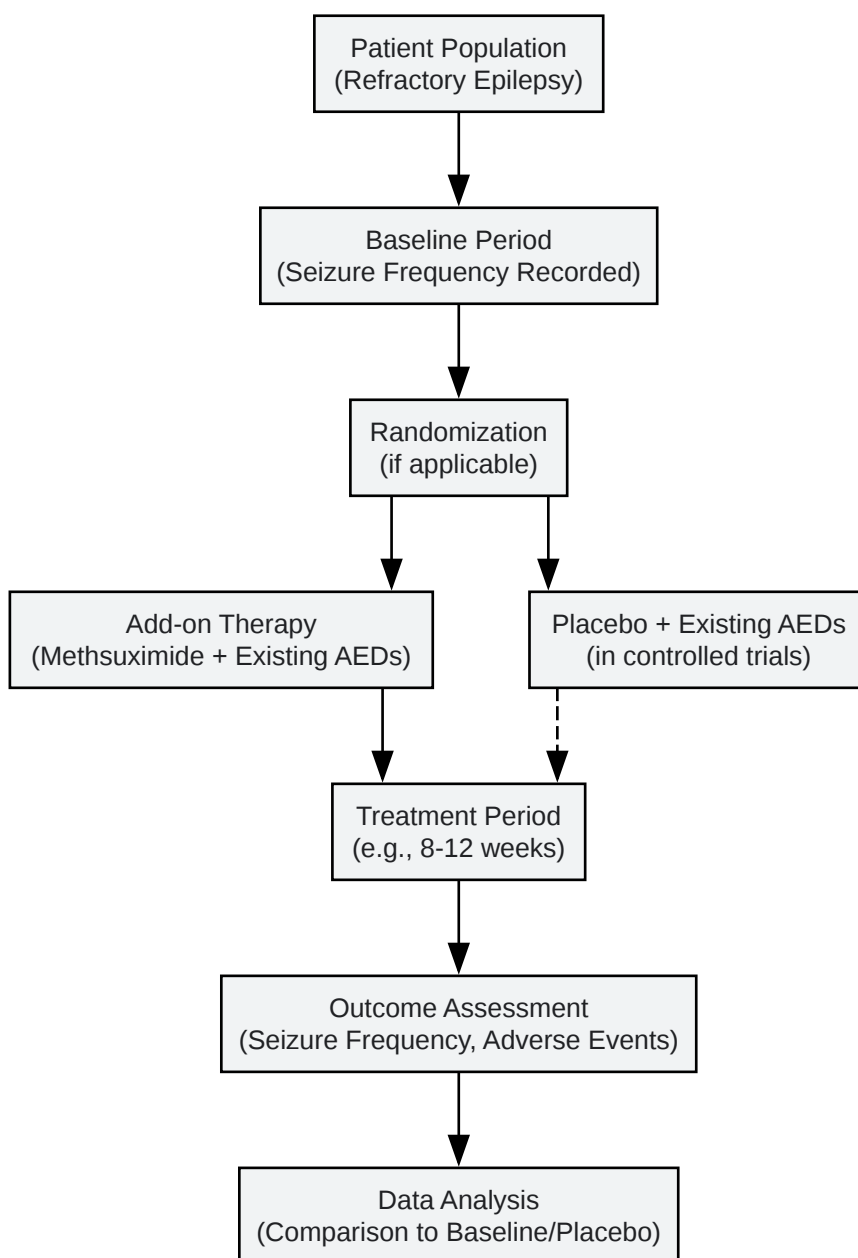 Patient Population
(Refractory Epilepsy)
Baseline Period
(Seizure Frequency Recorded)
Randomization
(if applicable)
Add-on Therapy
(Methsuximide + Existing AEDs)
Placebo + Existing AEDs
(in controlled trials)
Treatment Period
(e.g., 8-12 weeks)
Outcome Assessment
(Seizure Frequency, Adverse Events)
Data Analysis
(Comparison to Baseline/Placebo)